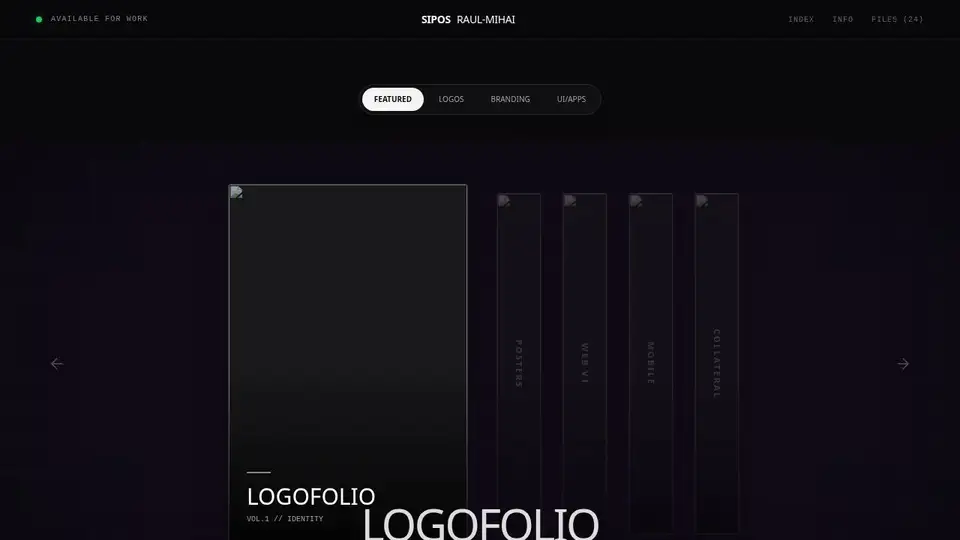 AVAILABLE FOR WORK
SIPOS RAUL-MIHAI
INDEX INFO FILES (24)
FEATURED LOGOS BRANDING UI/APPS
POSTERS
WEB V1
MOBILE
COLLATERAL
LOGOFOLIO
VOL.1 // IDENTITY
LOGOFOLIO